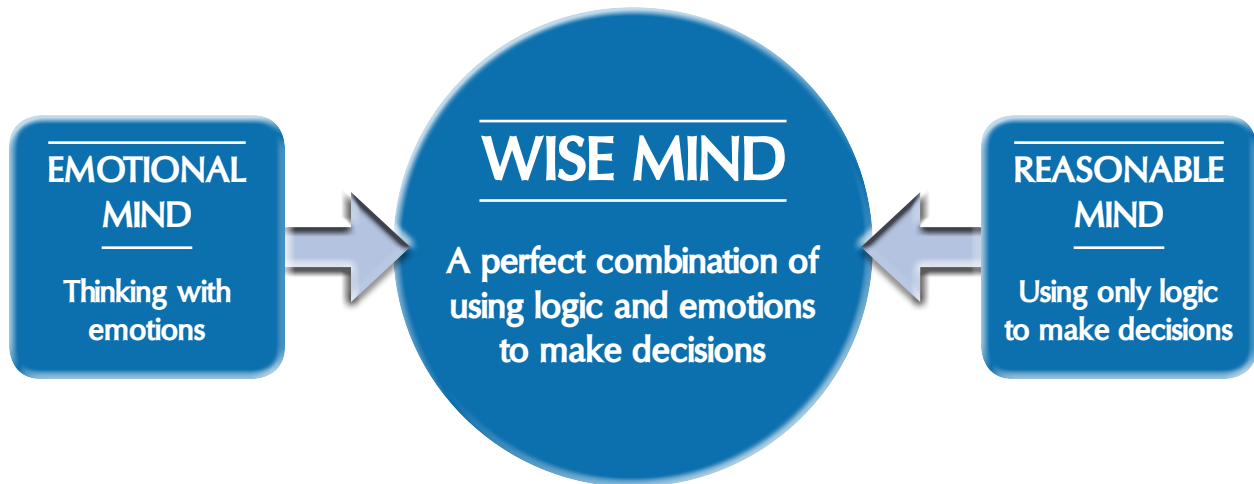 EMOTIONAL
MIND
Thinking with
emotions
WISE MIND
A perfect combination of
using logic and emotions
to make decisions
REASONABLE
MIND
Using only logic
to make decisions